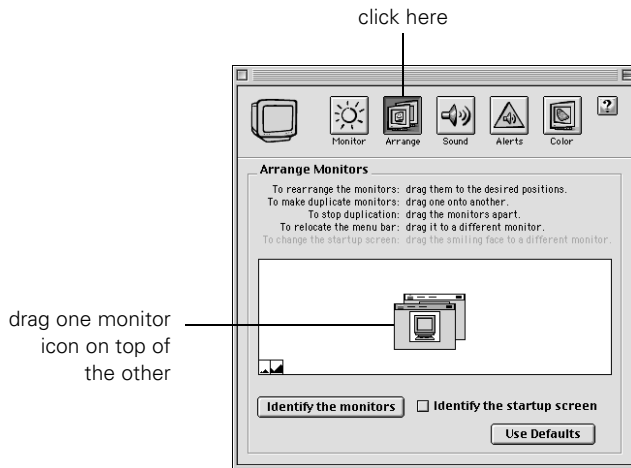 click here
Monitor Arrange Sound Alerts Color
?
Arrange Monitors
To rearrange the monitors: drag them to the desired positions.
To make duplicate monitors: drag one onto another.
To stop duplication: drag the monitors apart.
To relocate the menu bar: drag it to a different monitor.
To change the startup screen: drag the smiling face to a different monitor.
drag one monitor
icon on top of
the other
Identify the monitors Identify the startup screen
Use Defaults